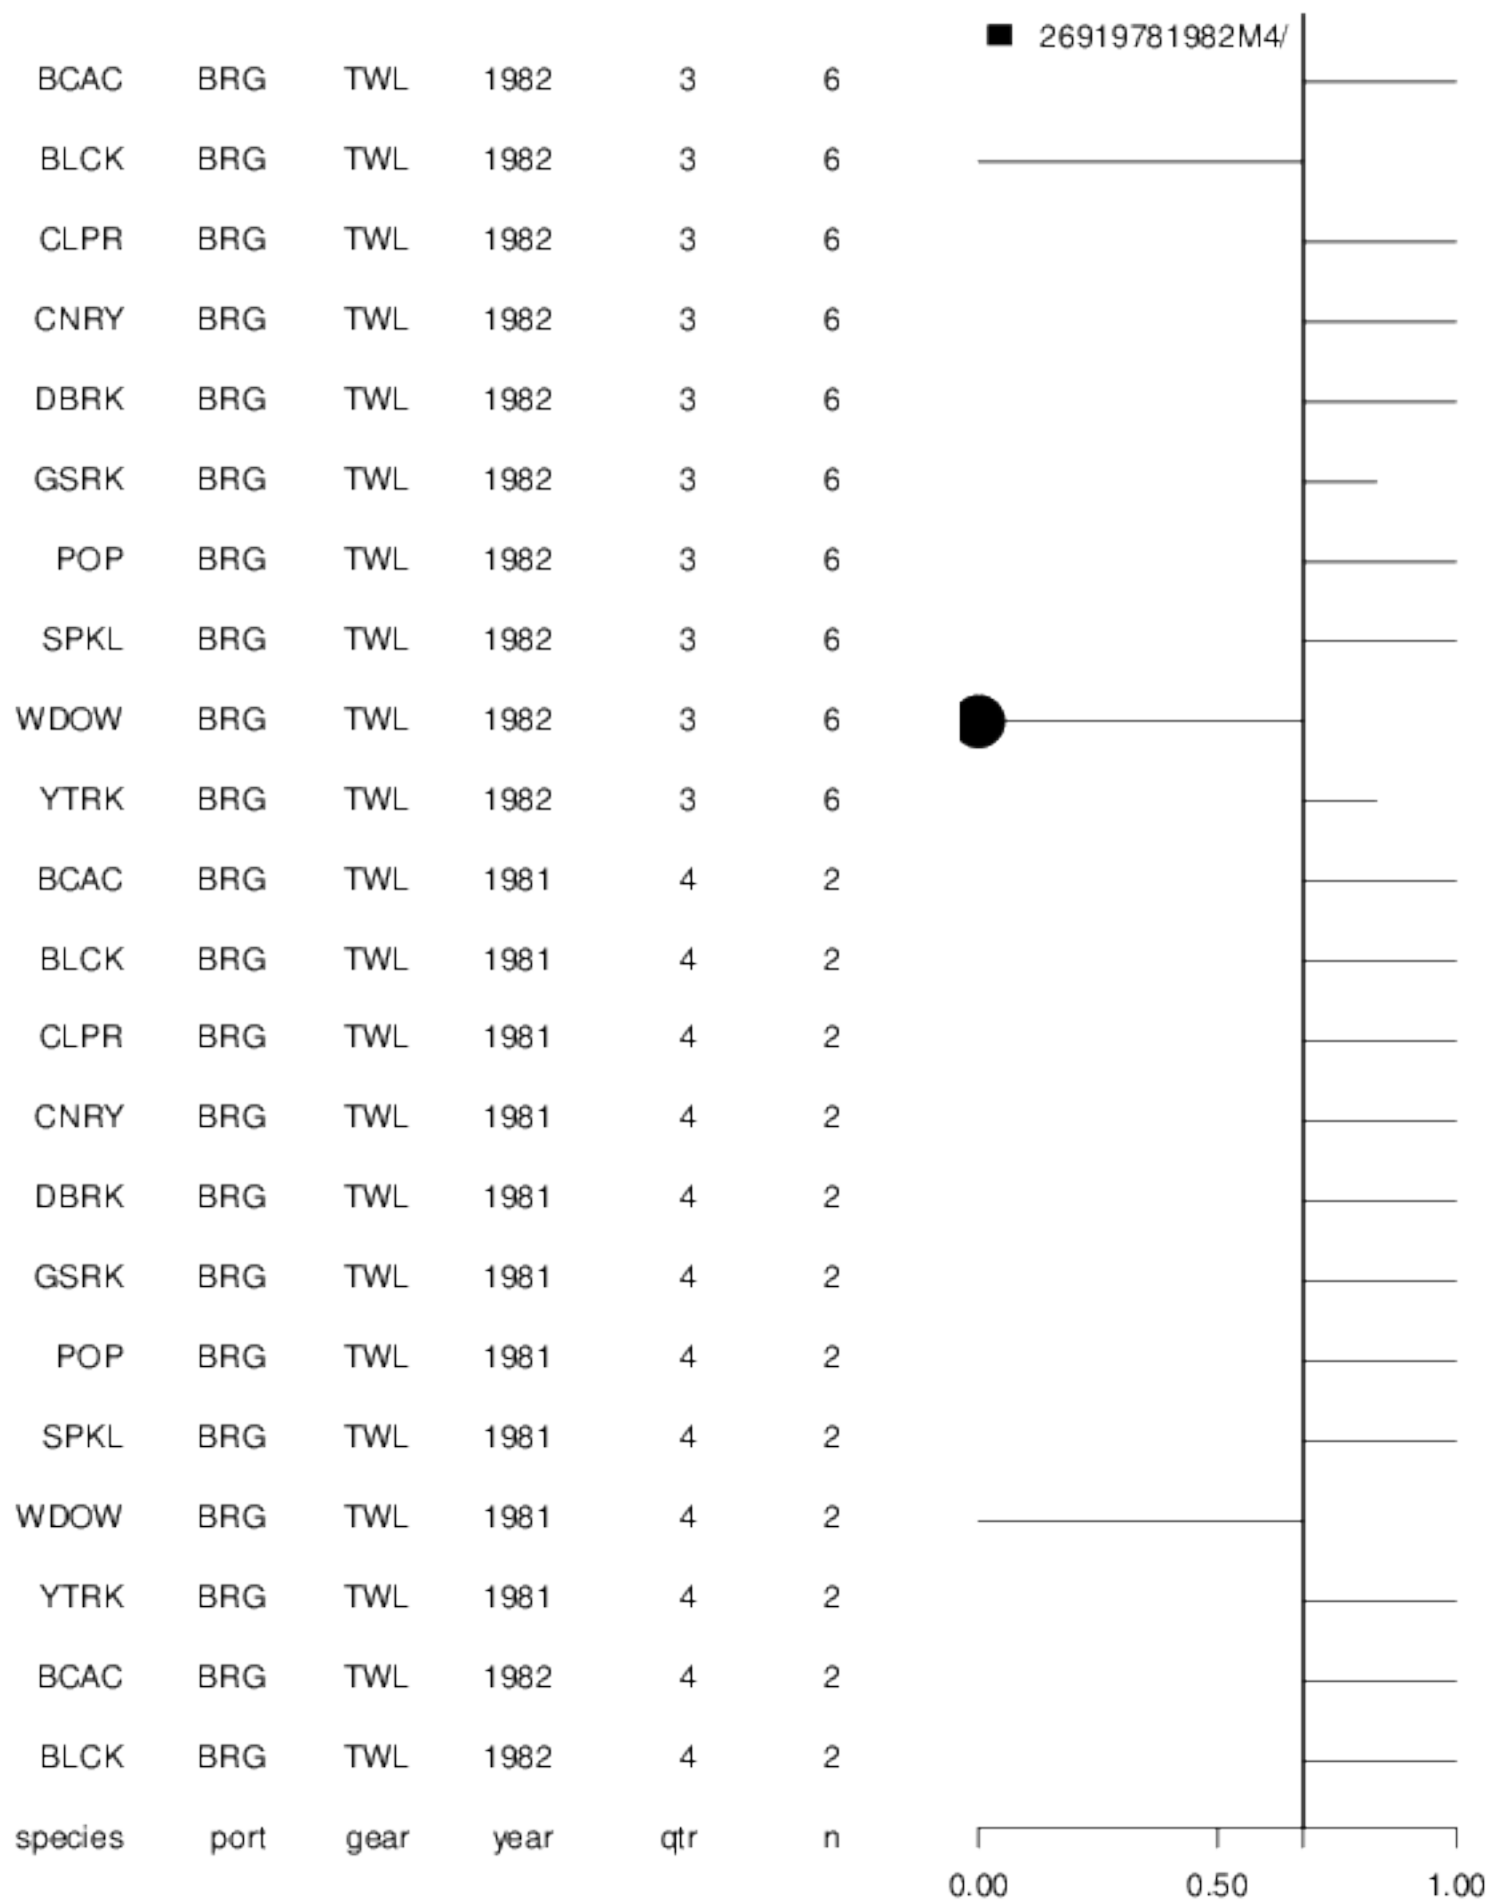 26919781982M4/
BCAC BRG TWL 1982 3 6
BLCK BRG TWL 1982 3 6
CLPR BRG TWL 1982 3 6
CNRY BRG TWL 1982 3 6
DBRK BRG TWL 1982 3 6
GSRK BRG TWL 1982 3 6
POP BRG TWL 1982 3 6
SPKL BRG TWL 1982 3 6
WDOW BRG TWL 1982 3 6
YTRK BRG TWL 1982 3 6
BCAC BRG TWL 1981 4 2
BLCK BRG TWL 1981 4 2
CLPR BRG TWL 1981 4 2
CNRY BRG TWL 1981 4 2
DBRK BRG TWL 1981 4 2
GSRK BRG TWL 1981 4 2
POP BRG TWL 1981 4 2
SPKL BRG TWL 1981 4 2
WDOW BRG TWL 1981 4 2
YTRK BRG TWL 1981 4 2
BCAC BRG TWL 1982 4 2
BLCK BRG TWL 1982 4 2
species port gear year qtr n
0.00 0.50 1.00